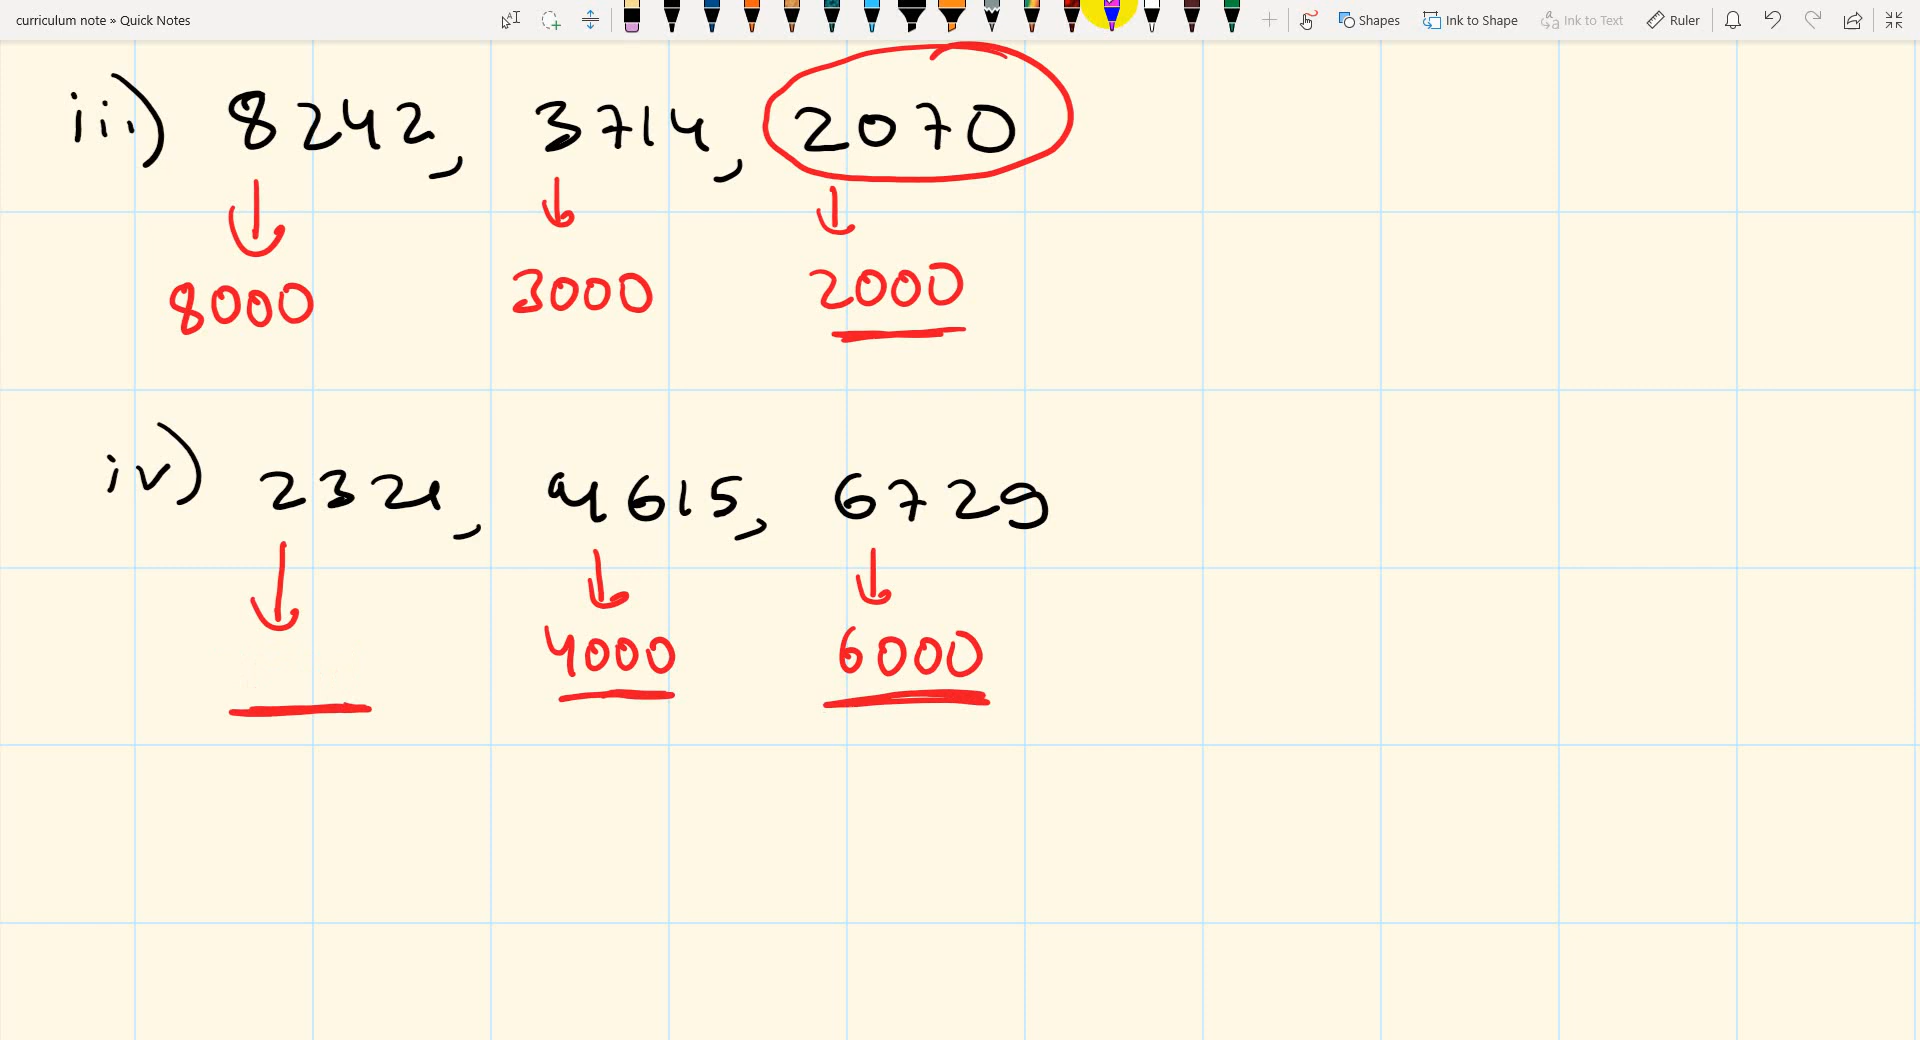 curriculum note » Quick Notes
Shapes Ink to Shape Ink to Text Ruler
iii) 8242, 3714, 2070
8000 3000 2000
iv) 2321, 4615, 6729
4000 6000